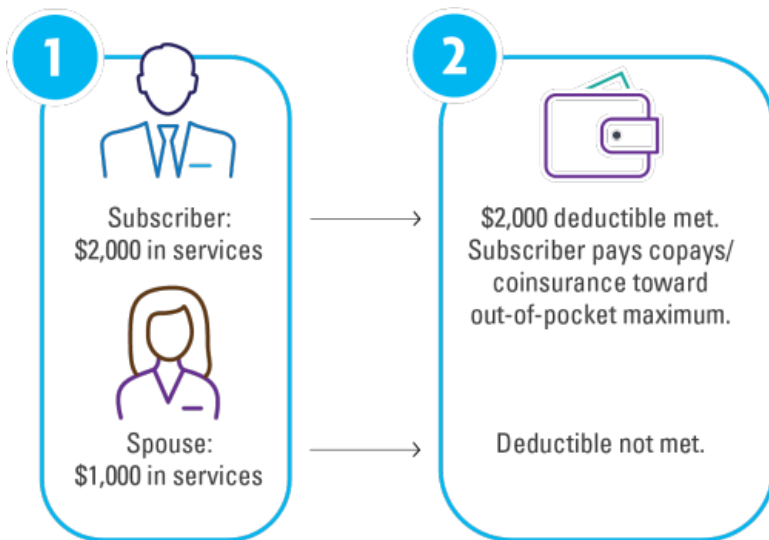 1
2
Subscriber:
$2,000 in services
$2,000 deductible met.
Subscriber pays copays/
coinsurance toward
out-of-pocket maximum.
Spouse:
$1,000 in services
Deductible not met.